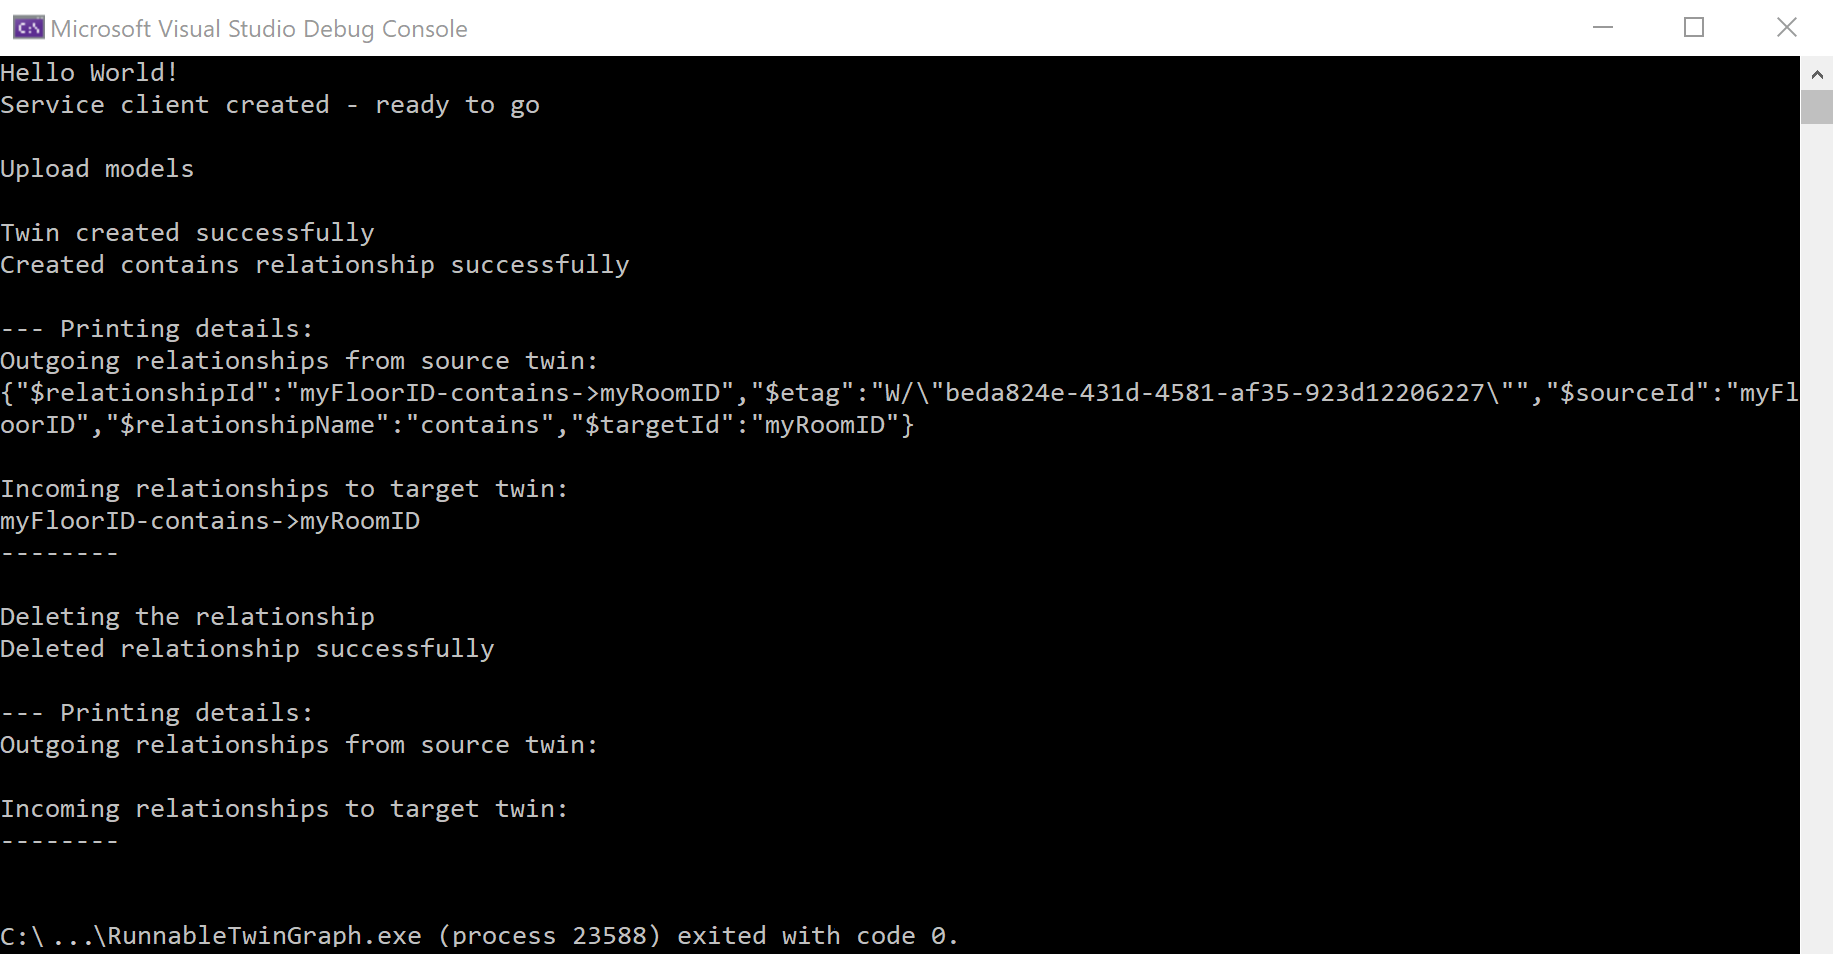 Microsoft Visual Studio Debug Console
Hello World!
Service client created - ready to go
Upload models
Twin created successfully
Created contains relationship successfully
--- Printing details:
Outgoing relationships from source twin:
{"$relationshipId":"myFloorID-contains->myRoomID","$etag":"W/\"beda824e-431d-4581-af35-923d12206227\"","$sourceId":"myFl
oorID","$relationshipName":"contains","$targetId":"myRoomID"}
Incoming relationships to target twin:
myFloorID-contains->myRoomID
--------
Deleting the relationship
Deleted relationship successfully
--- Printing details:
Outgoing relationships from source twin:
Incoming relationships to target twin:
--------
C:\ ...\RunnableTwinGraph.exe (process 23588) exited with code 0.